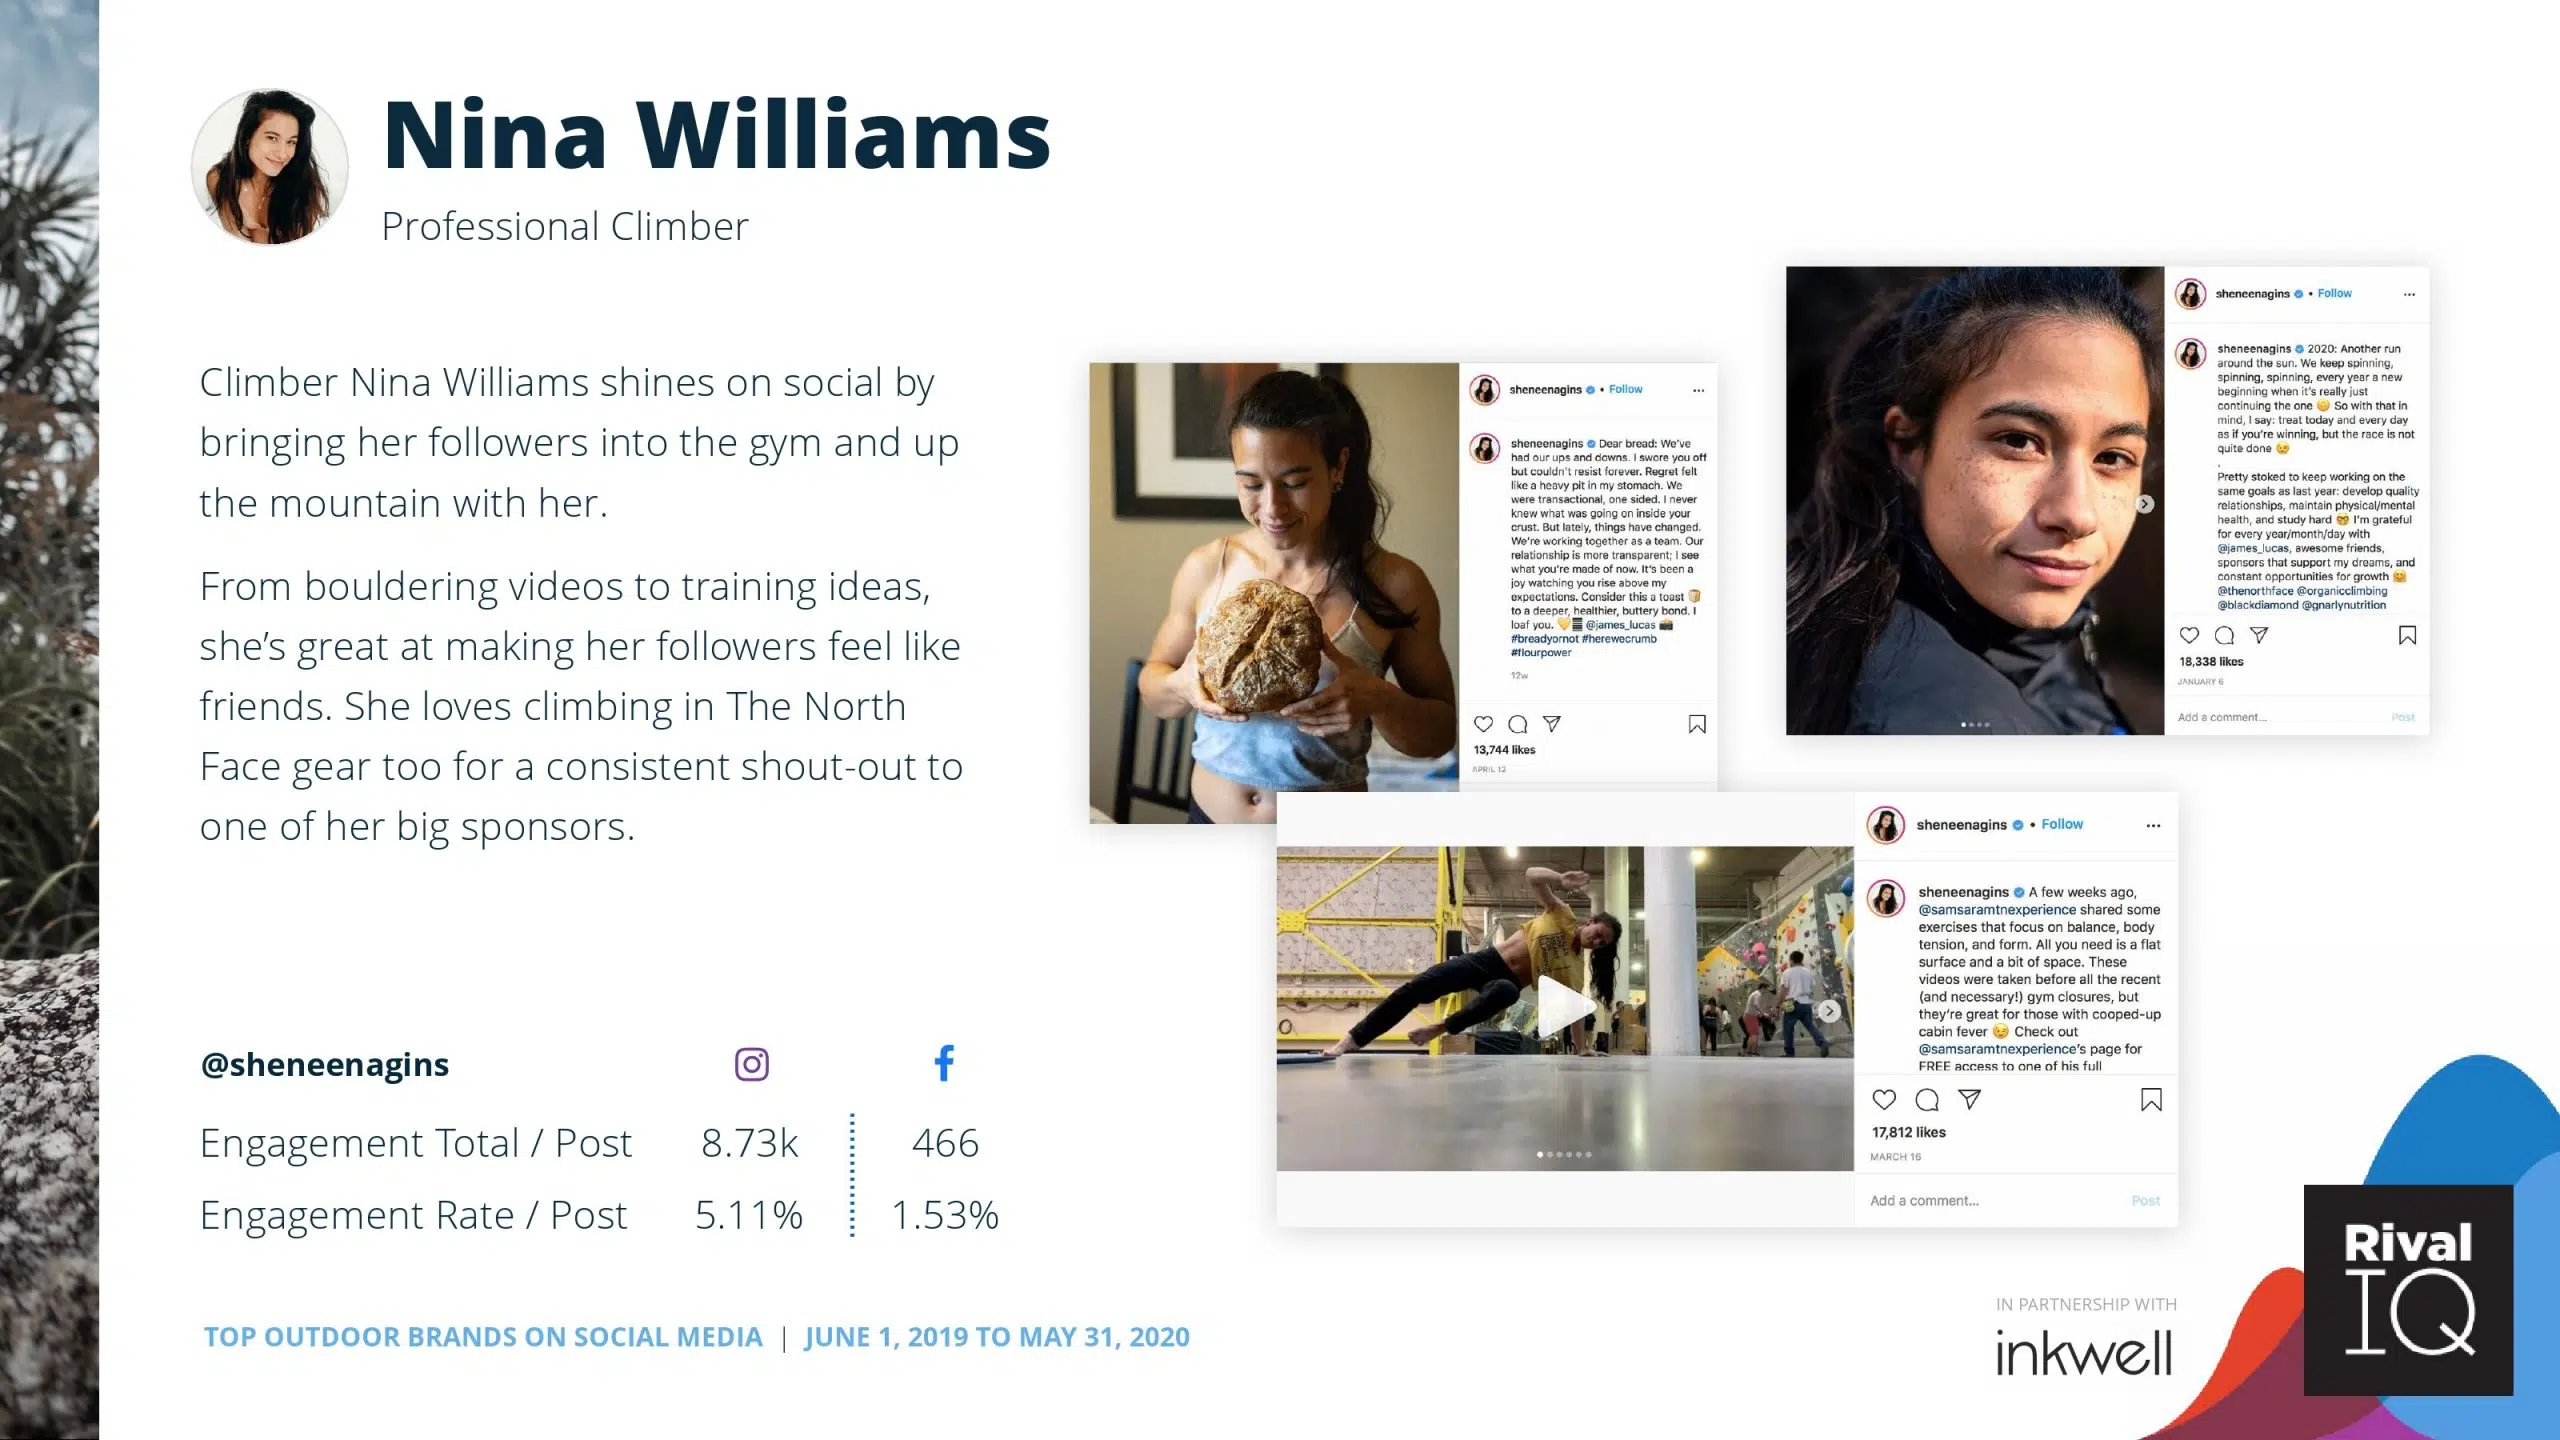 Nina Williams
Professional Climber
Climber Nina Williams shines on social by
bringing her followers into the gym and up
the mountain with her.
From bouldering videos to training ideas,
she’s great at making her followers feel like
friends. She loves climbing in The North
Face gear too for a consistent shout-out to
one of her big sponsors.
@sheneenagins
Engagement Total / Post 8.73k 466
Engagement Rate / Post 5.11% 1.53%
TOP OUTDOOR BRANDS ON SOCIAL MEDIA | JUNE 1, 2019 TO MAY 31, 2020
sheneenagins • Follow
sheneenagins Dear bread: We’ve
had our ups and downs. I swore you off
but couldn’t resist forever. Regret felt
like a heavy pit in my stomach. We
were transactional, one sided. I never
knew what was going on inside your
crust. But lately, things have changed.
We’re working together as a team. Our
relationship is more transparent; I see
what you’re made of now. It’s been a
joy watching you rise above my
expectations. Consider this a toast 🍞
to a deeper, healthier, buttery bond. I
loaf you. @james_lucas 📸
#breadyornot #herewecrumb
#flourpower
12w
13,744 likes
APRIL 12
sheneenagins • Follow
sheneenagins 2020: Another run
around the sun. We keep spinning,
spinning, spinning, every year a new
beginning when it’s really just
continuing the one So with that in
mind, I say: treat today and every day
as if you’re winning, but the race is not
quite done 😉
.
Pretty stoked to keep working on the
same goals as last year: develop quality
relationships, maintain physical/mental
health, and study hard 🤓 I’m grateful
for every year/month/day with
@james_lucas, awesome friends,
sponsors that support my dreams, and
constant opportunities for growth 🤗
@thenorthface @organicclimbing
@blackdiamond @gnarlynutrition
18,338 likes
JANUARY 6
Add a comment... Post
sheneenagins • Follow
sheneenagins A few weeks ago,
@samsaramtnexperience shared some
exercises that focus on balance, body
tension, and form. All you need is a flat
surface and a bit of space. These
videos were taken before all the recent
(and necessary!) gym closures, but
they’re great for those with cooped-up
cabin fever 😉 Check out
@samsaramtnexperience’s page for
FREE access to one of his full
17,812 likes
MARCH 16
Add a comment... Post
IN PARTNERSHIP WITH
inkwell
Rival
IQ